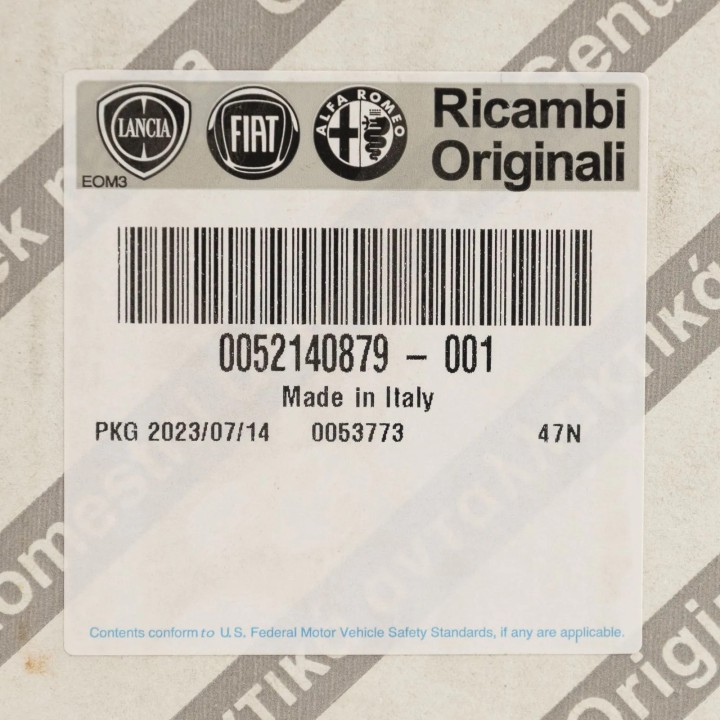 Genui
LANCIA
FIAT
ALFA ROMEO
Ricambi
Originali
EOM3
0052140879 - 001
Made in Italy
PKG 2023/07/14 0053773 47N
Contents conform to U.S. Federal Motor Vehicle Safety Standards, if any are applicable.